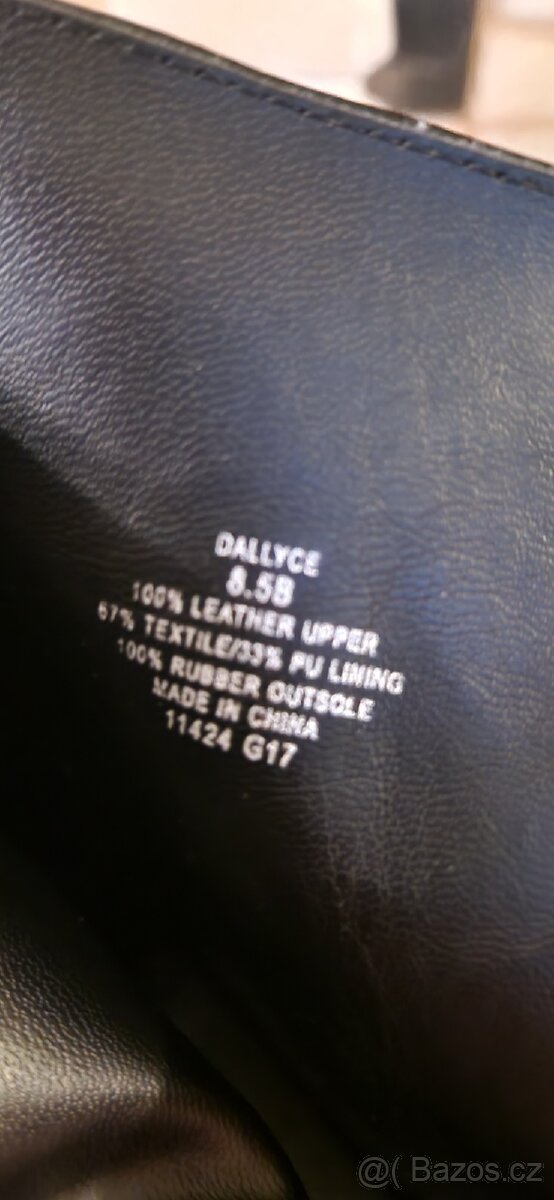 DALLYCE
8.5B
100% LEATHER UPPER
67% TEXTILE/33% PU LINING
100% RUBBER OUTSOLE
MADE IN CHINA
11424 G17
@( Bazos.cz